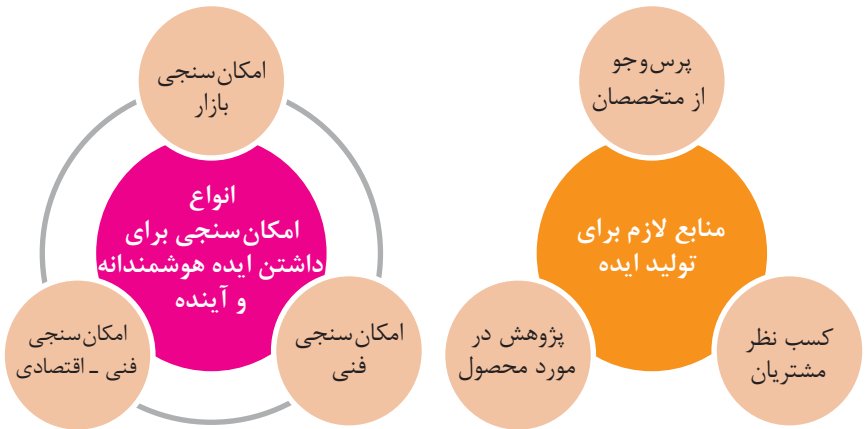 پرس‌وجو
از متخصصان
منابع لازم برای
تولید ایده
کسب نظر
مشتریان
پژوهش در
مورد محصول
امکان‌سنجی
بازار
انواع
امکان‌سنجی برای
داشتن ایده هوشمندانه
و آینده
امکان‌سنجی
فنی
امکان‌سنجی
فنی ـ اقتصادی